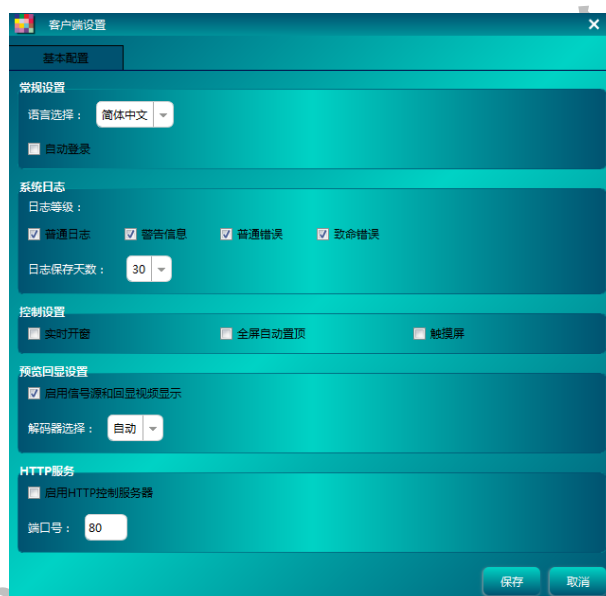 客户端设置
基本配置
常规设置
语言选择： 简体中文
自动登录
系统日志
日志等级：
普通日志 警告信息 普通错误 致命错误
日志保存天数： 30
控制设置
实时开窗 全屏自动置顶 触摸屏
预览回显设置
启用信号源和回显视频显示
解码器选择： 自动
HTTP服务
启用HTTP控制服务器
端口号： 80
保存 取消